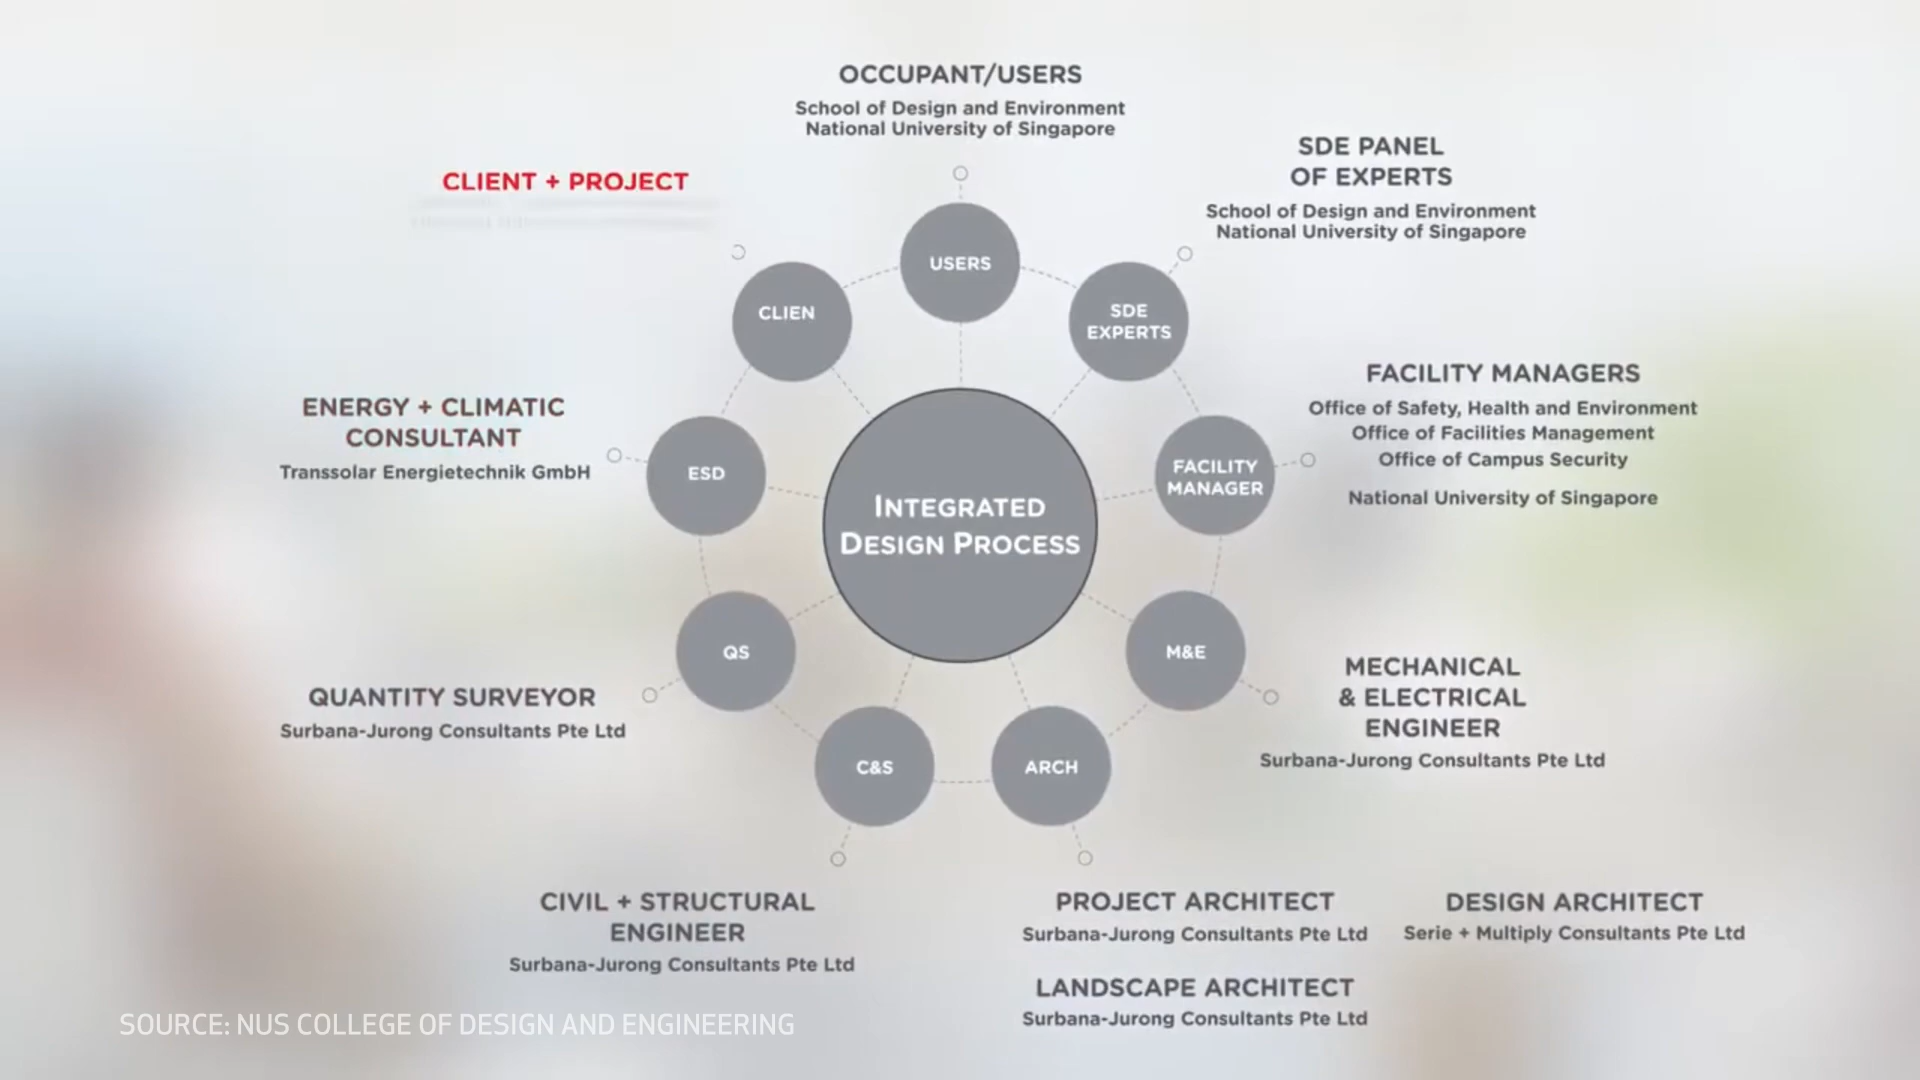 OCCUPANT/USERS
School of Design and Environment
National University of Singapore
SDE PANEL
OF EXPERTS
School of Design and Environment
National University of Singapore
CLIENT + PROJECT
USERS
CLIEN
SDE
EXPERTS
FACILITY MANAGERS
Office of Safety, Health and Environment
Office of Facilities Management
Office of Campus Security
National University of Singapore
ENERGY + CLIMATIC
CONSULTANT
Transsolar Energietechnik GmbH
ESD
FACILITY
MANAGER
INTEGRATED
DESIGN PROCESS
QS
M&E
QUANTITY SURVEYOR
Surbana-Jurong Consultants Pte Ltd
MECHANICAL
& ELECTRICAL
ENGINEER
Surbana-Jurong Consultants Pte Ltd
C&S
ARCH
CIVIL + STRUCTURAL
ENGINEER
Surbana-Jurong Consultants Pte Ltd
PROJECT ARCHITECT
Surbana-Jurong Consultants Pte Ltd
DESIGN ARCHITECT
Serie + Multiply Consultants Pte Ltd
LANDSCAPE ARCHITECT
Surbana-Jurong Consultants Pte Ltd
SOURCE: NUS COLLEGE OF DESIGN AND ENGINEERING